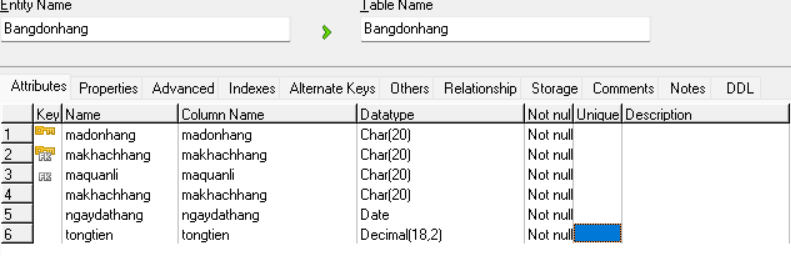 Entity Name Table Name
Bangdonhang Bangdonhang
Attributes Properties Advanced Indexes Alternate Keys Others Relationship Storage Comments Notes DDL
Key Name Column Name Datatype Not nul Unique Description
1 madonhang madonhang Char(20) Not null
2 FK makhachhang makhachhang Char(20) Not null
3 FK maquanli maquanli Char(20) Not null
4 makhachhang makhachhang Char(20) Not null
5 ngaydathang ngaydathang Date Not null
6 tongtien tongtien Decimal(18,2) Not null